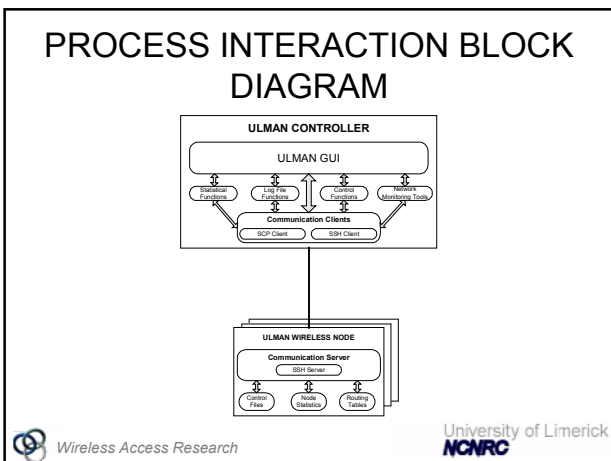 PROCESS INTERACTION BLOCK
DIAGRAM
ULMAN CONTROLLER
ULMAN GUI
Statistical
Functions
Log File
Functions
Control
Functions
Network
Monitoring Tools
Communication Clients
SCP Client
SSH Client
ULMAN WIRELESS NODE
Communication Server
SSH Server
Control
Files
Node
Statistics
Routing
Tables
Wireless Access Research
University of Limerick
NCNRC